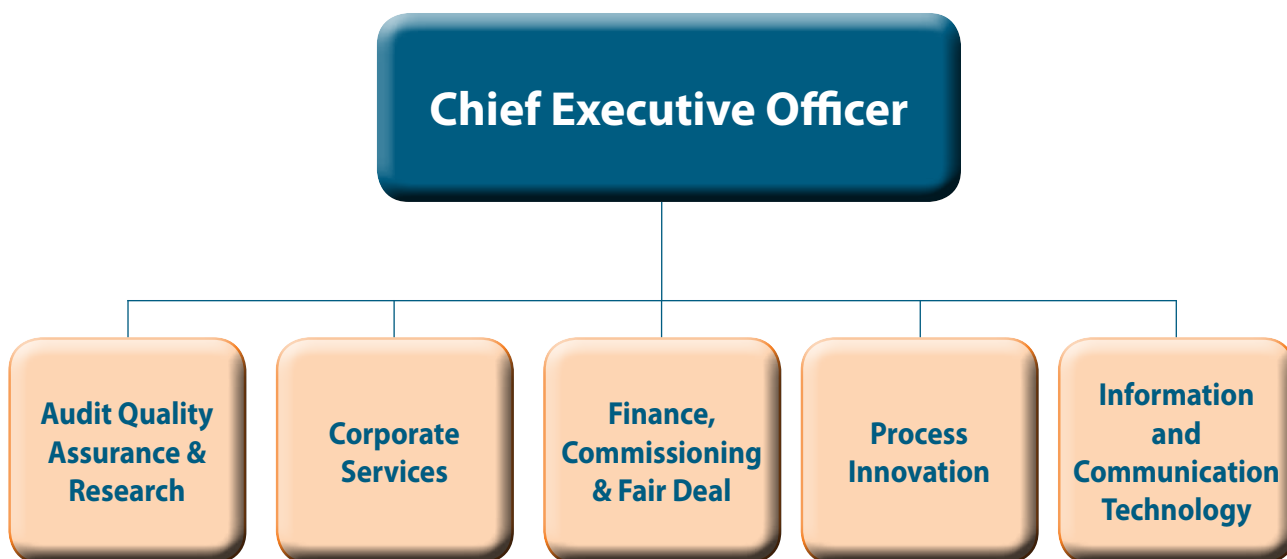 Chief Executive Officer
Audit Quality
Assurance &
Research
Corporate
Services
Finance,
Commissioning
& Fair Deal
Process
Innovation
Information
and
Communication
Technology